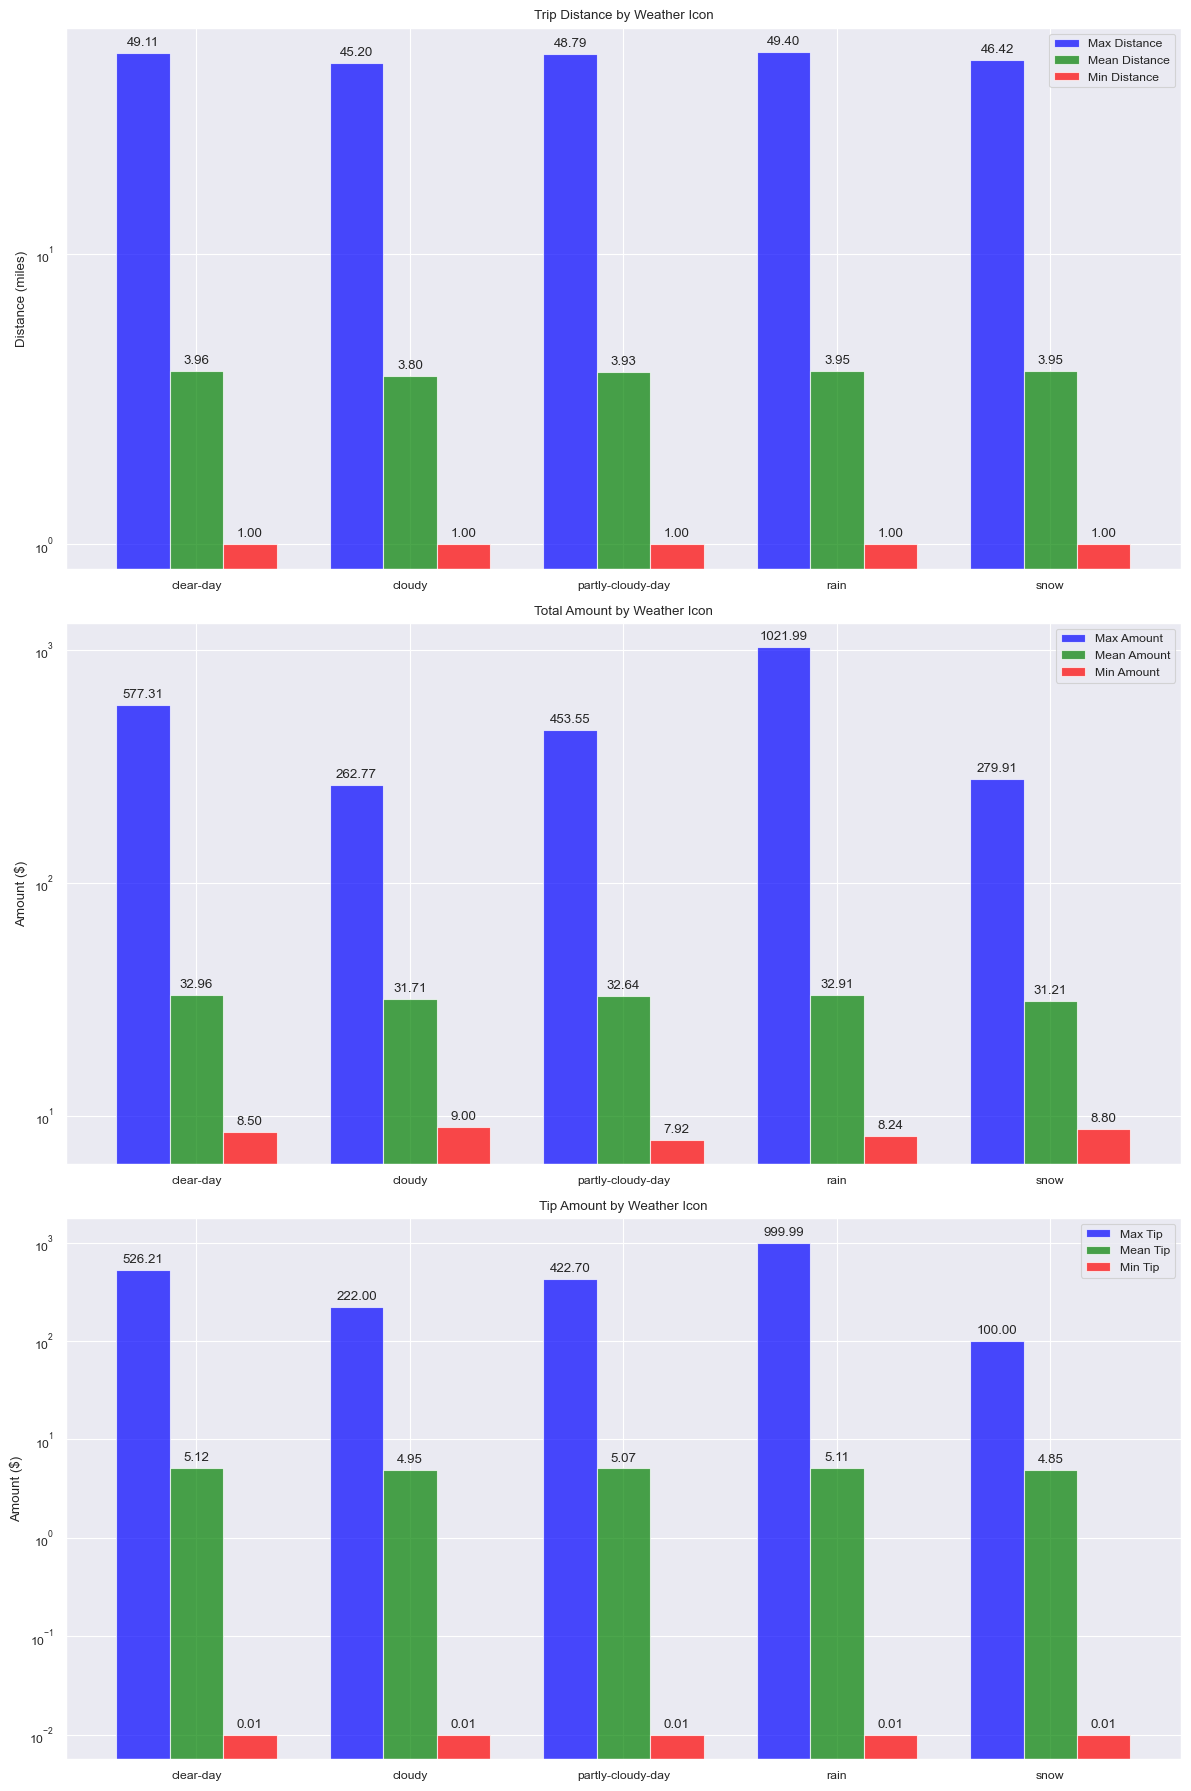 Trip Distance by Weather Icon
49.11
45.20
48.79
49.40
46.42
Max Distance
Mean Distance
Min Distance
10^1
Distance (miles)
3.96
3.80
3.93
3.95
3.95
1.00
1.00
1.00
1.00
1.00
10^0
clear-day
cloudy
partly-cloudy-day
rain
snow
Total Amount by Weather Icon
10^3
577.31
262.77
453.55
1021.99
279.91
Max Amount
Mean Amount
Min Amount
10^2
Amount ($)
32.96
31.71
32.64
32.91
31.21
10^1
8.50
9.00
7.92
8.24
8.80
clear-day
cloudy
partly-cloudy-day
rain
snow
Tip Amount by Weather Icon
10^3
526.21
222.00
422.70
999.99
100.00
Max Tip
Mean Tip
Min Tip
10^2
10^1
Amount ($)
5.12
4.95
5.07
5.11
4.85
10^0
10^−1
10^−2
0.01
0.01
0.01
0.01
0.01
clear-day
cloudy
partly-cloudy-day
rain
snow